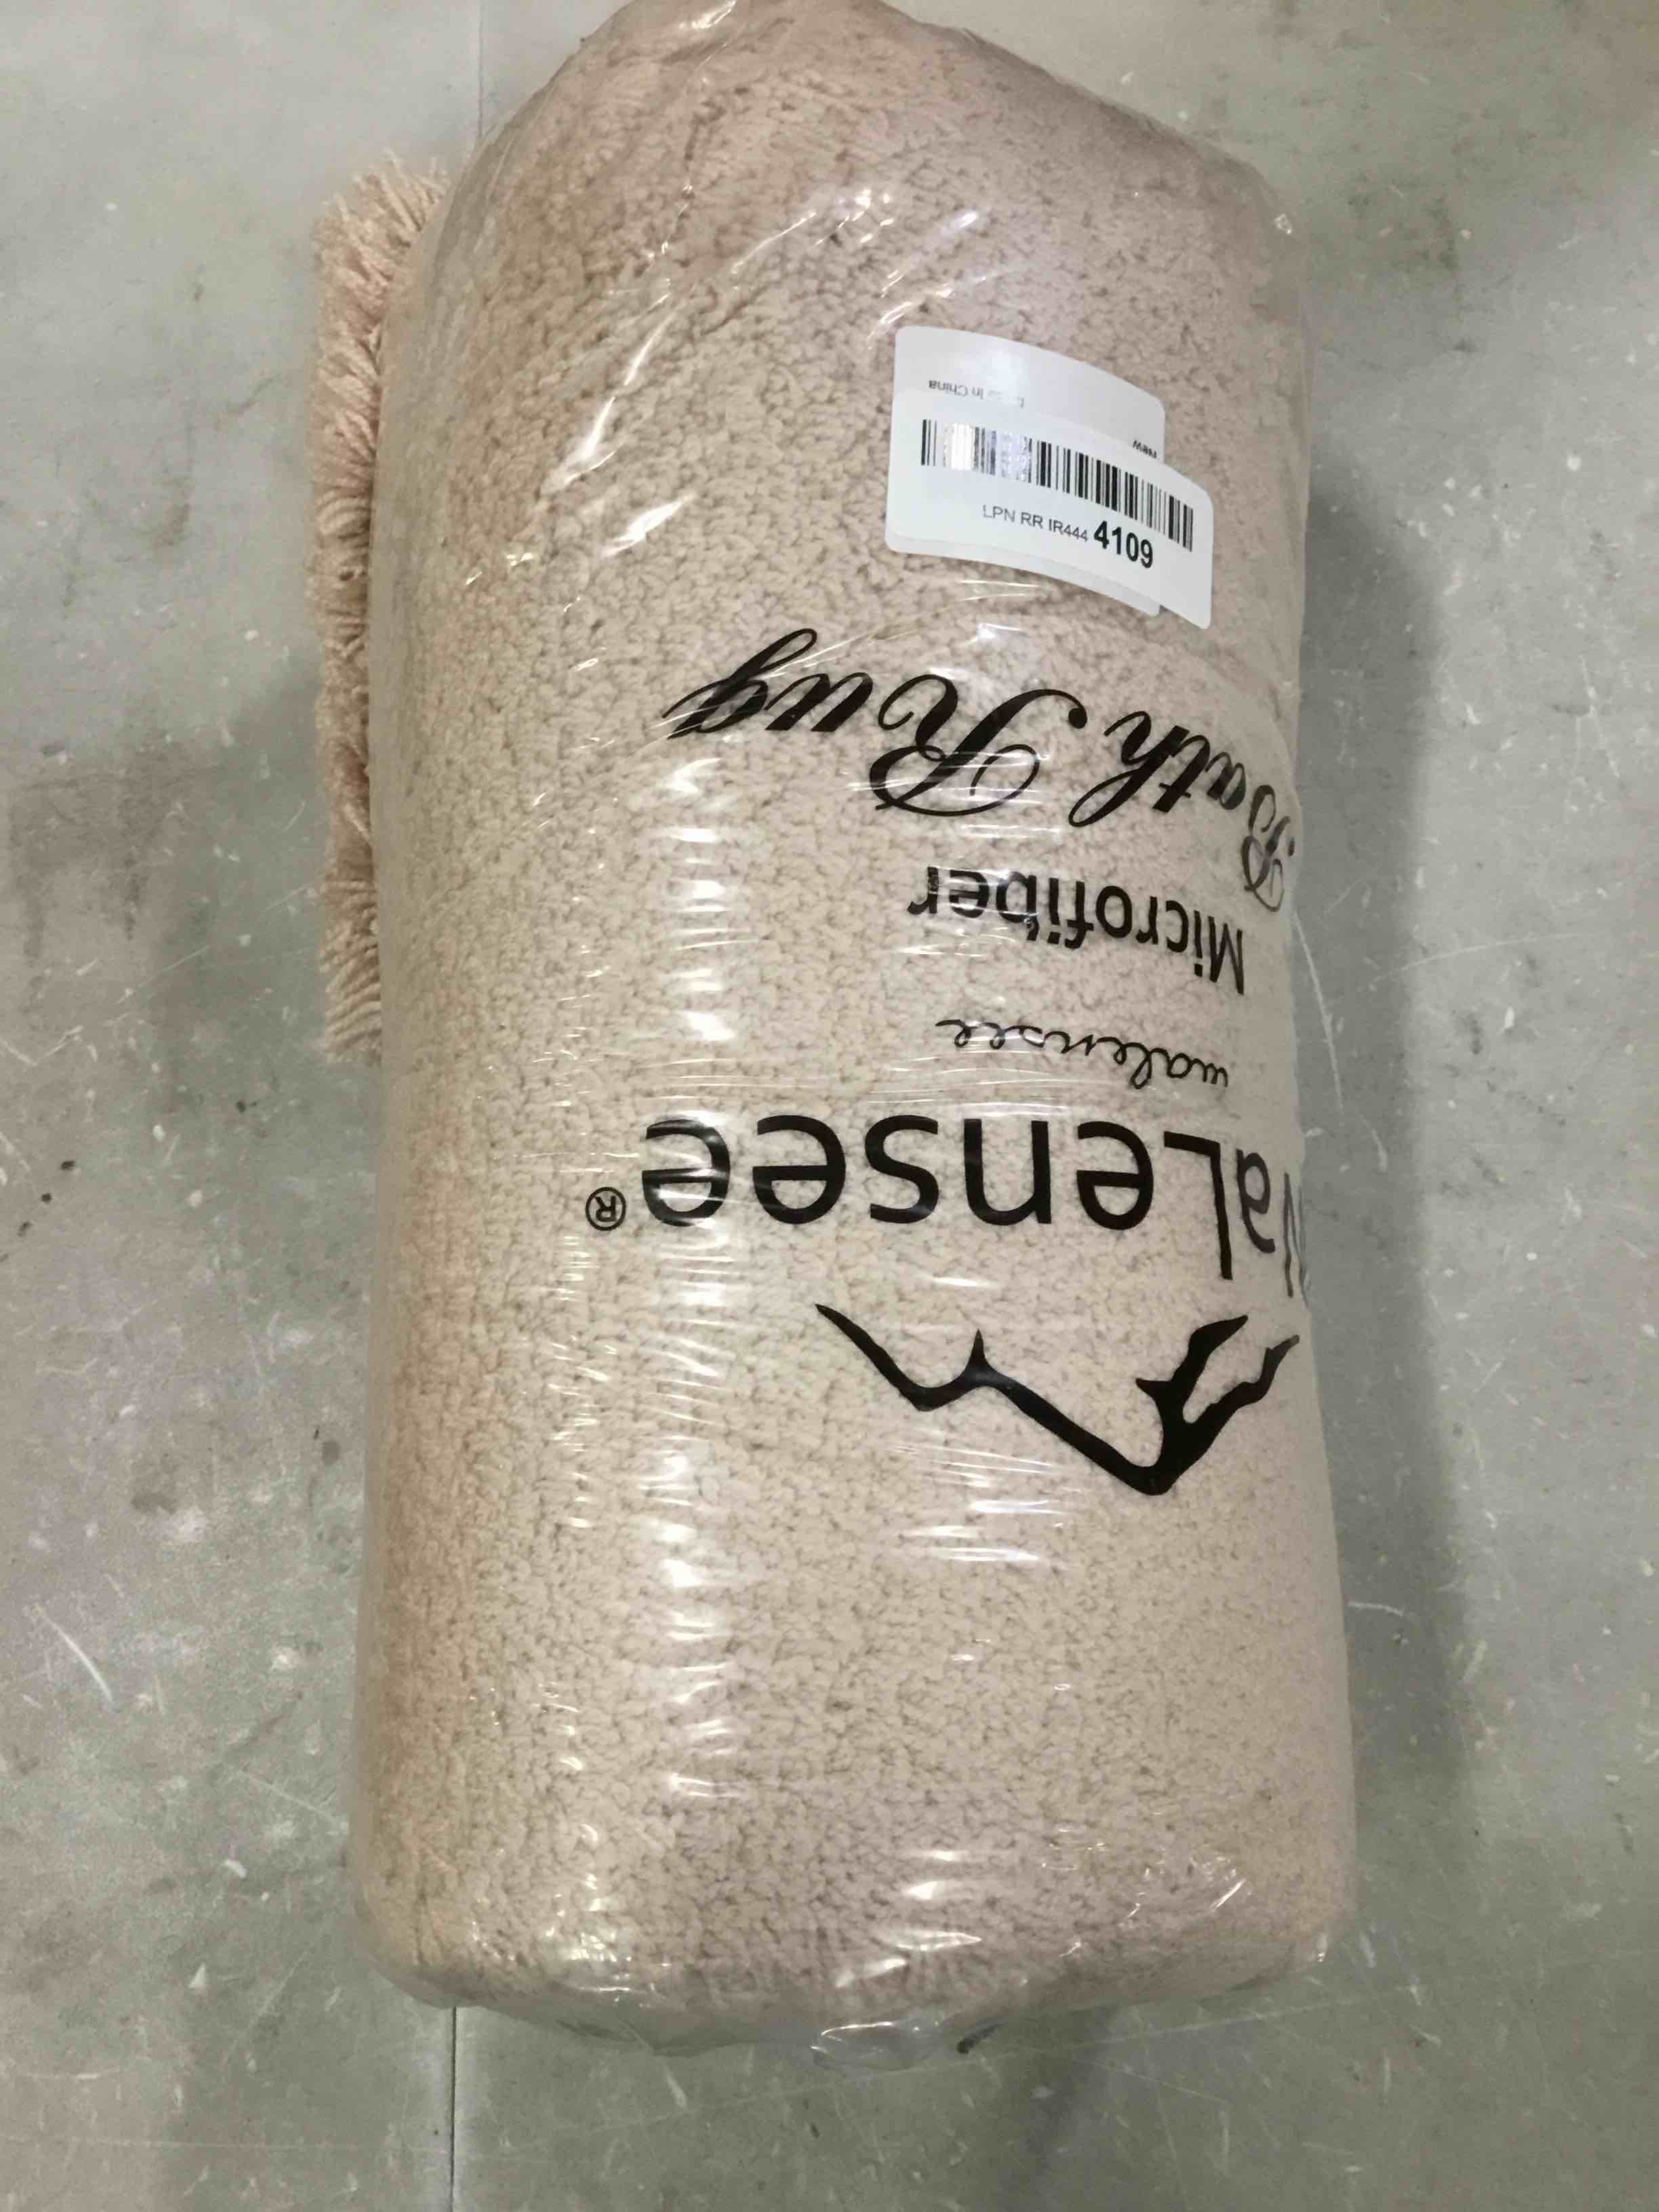 WaLensee®
walensee
Microfiber
Bath Rug
LPN RR IR444 4109
New
Made In China